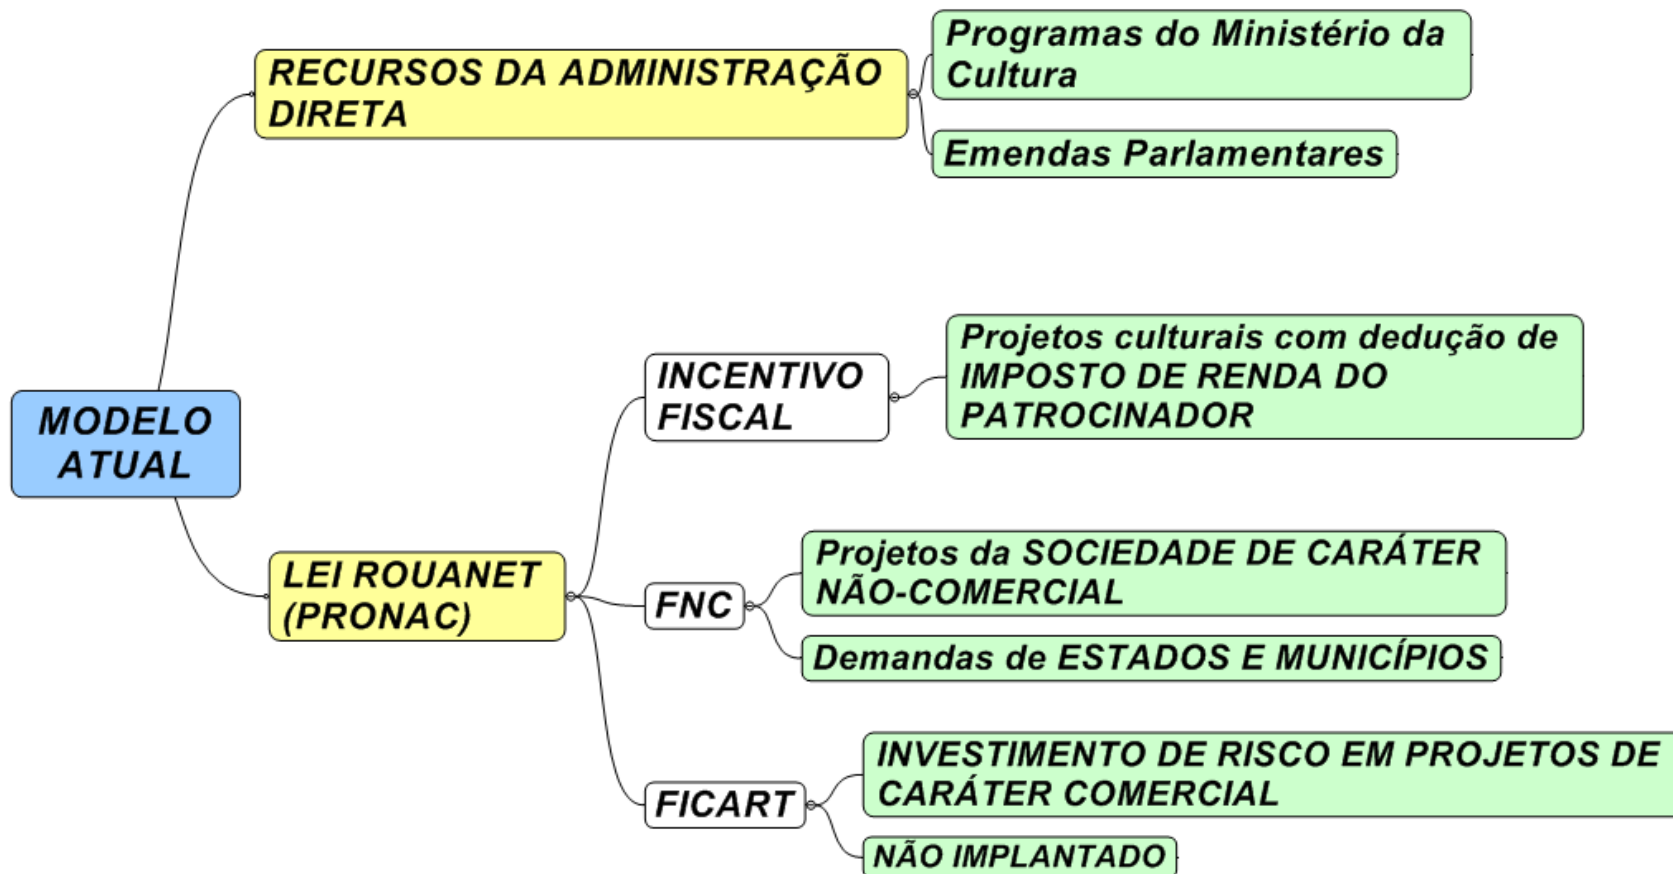 Programas do Ministério da
Cultura
RECURSOS DA ADMINISTRAÇÃO
DIRETA
Emendas Parlamentares
MODELO
ATUAL
INCENTIVO
FISCAL
Projetos culturais com dedução de
IMPOSTO DE RENDA DO
PATROCINADOR
LEI ROUANET
(PRONAC)
FNC
Projetos da SOCIEDADE DE CARÁTER
NÃO-COMERCIAL
Demandas de ESTADOS E MUNICÍPIOS
FICART
INVESTIMENTO DE RISCO EM PROJETOS DE
CARÁTER COMERCIAL
NÃO IMPLANTADO